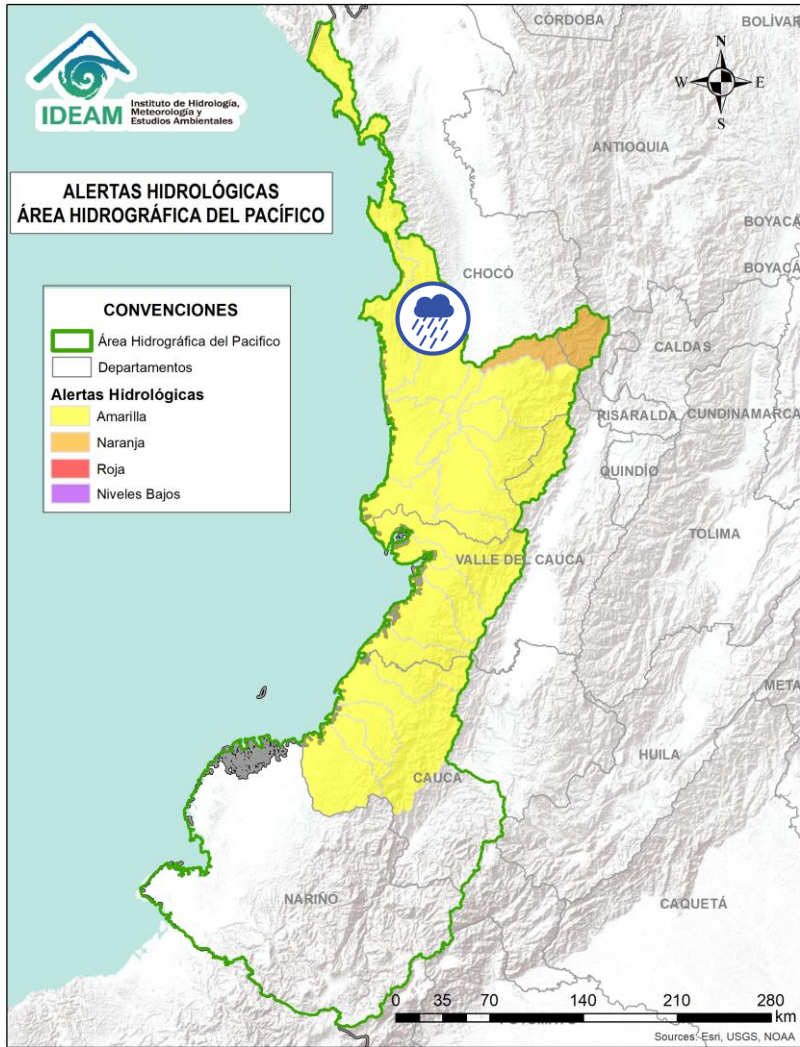 CÓRDOBA
BOLÍVAR
N
W
E
S
IDEAM
Instituto de Hidrología,
Meteorología y
Estudios Ambientales
ANTIOQUIA
ALERTAS HIDROLÓGICAS
ÁREA HIDROGRÁFICA DEL PACÍFICO
BOYACÁ
BOYACÁ
CHOCÓ
CONVENCIONES
Área Hidrográfica del Pacifico
Departamentos
Alertas Hidrológicas
Amarilla
Naranja
Roja
Niveles Bajos
CALDAS
RISARALDA
CUNDINAMARCA
QUINDÍO
TOLIMA
VALLE DEL CAUCA
META
HUILA
CAUCA
NARIÑO
CAQUETÁ
0 35 70 140 210 280
km
Sources: Esri, USGS, NOAA